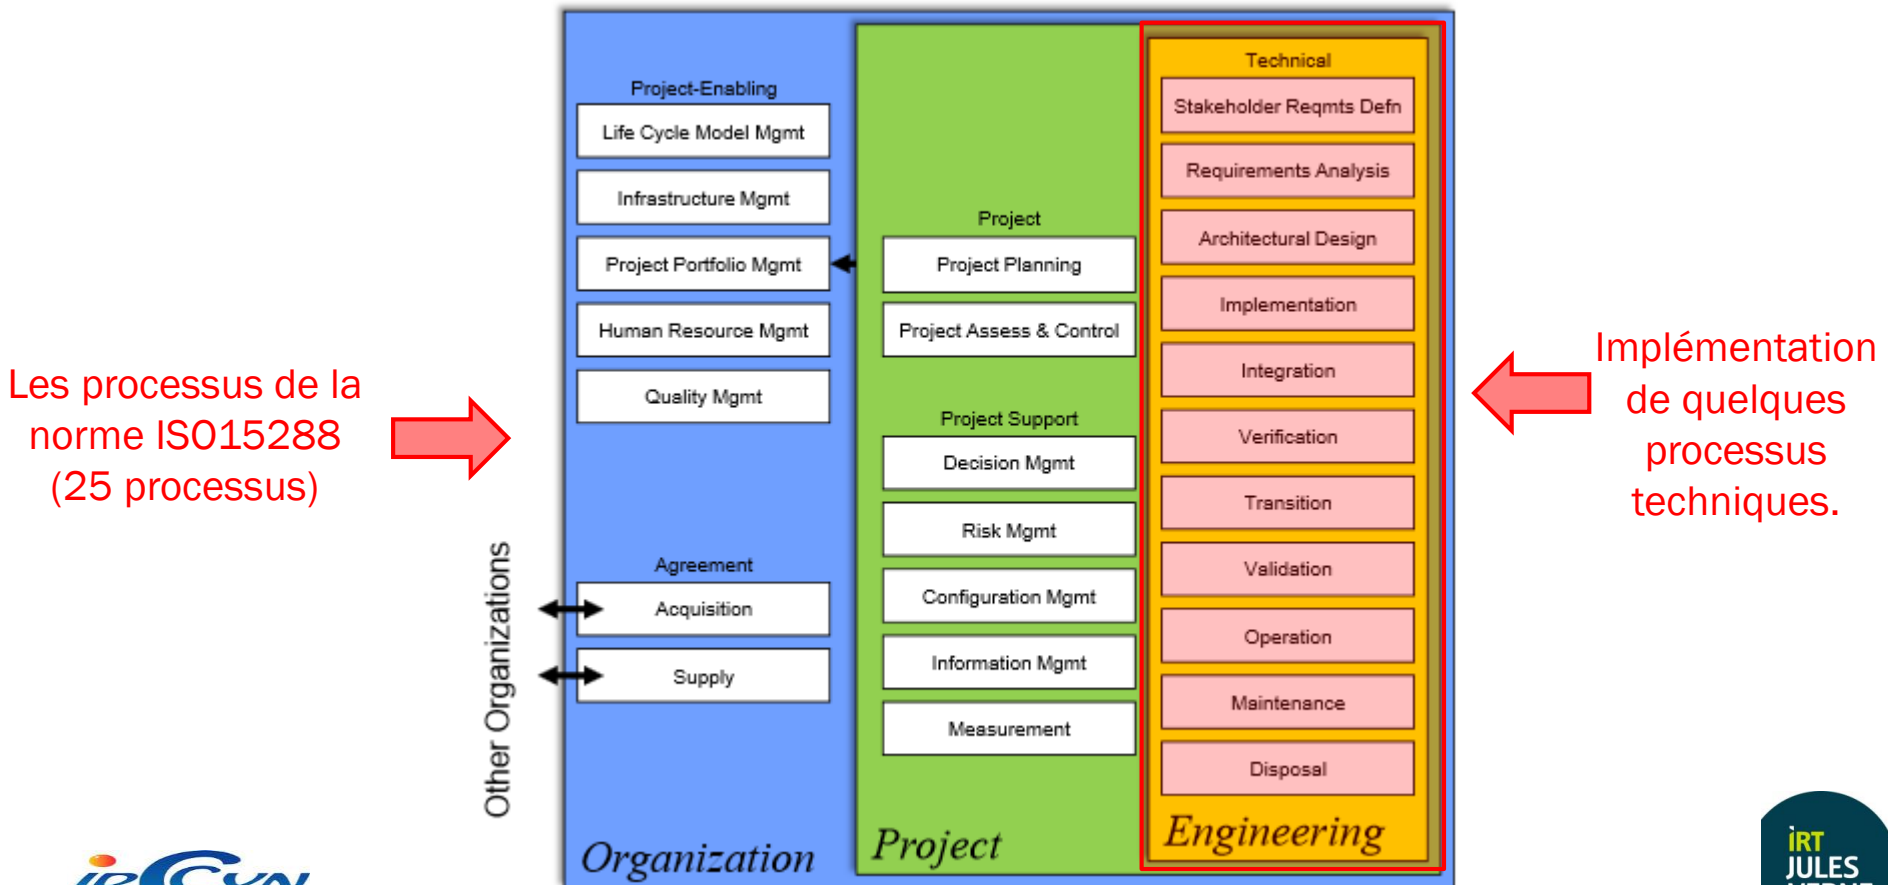 Les processus de la
norme ISO15288
(25 processus)
Other Organizations
Project-Enabling
Life Cycle Model Mgmt
Infrastructure Mgmt
Project Portfolio Mgmt
Human Resource Mgmt
Quality Mgmt
Agreement
Acquisition
Supply
Organization
Project
Project Planning
Project Assess & Control
Project Support
Decision Mgmt
Risk Mgmt
Configuration Mgmt
Information Mgmt
Measurement
Project
Technical
Stakeholder Reqmts Defn
Requirements Analysis
Architectural Design
Implementation
Integration
Verification
Transition
Validation
Operation
Maintenance
Disposal
Engineering
Implémentation
de quelques
processus
techniques.
IRT
JULES